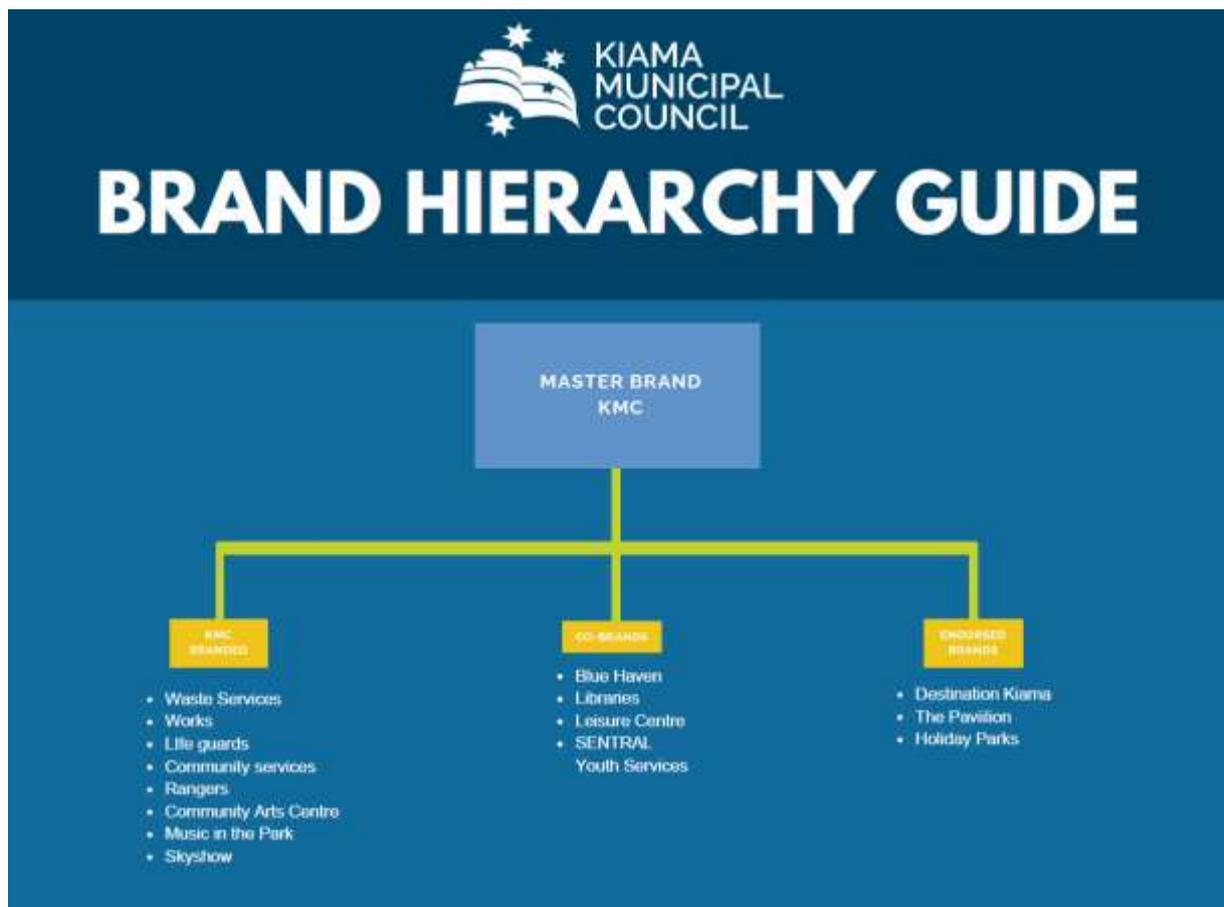 KIAMA
MUNICIPAL
COUNCIL
BRAND HIERARCHY GUIDE
MASTER BRAND
KMC
KMC
BRANDED
• Waste Services
• Works
• Life guards
• Community services
• Rangers
• Community Arts Centre
• Music in the Park
• Skyshow
CO-BRANDS
• Blue Haven
• Libraries
• Leisure Centre
• SENTRAL
Youth Services
ENDORSED
BRANDS
• Destination Kiama
• The Pavilion
• Holiday Parks